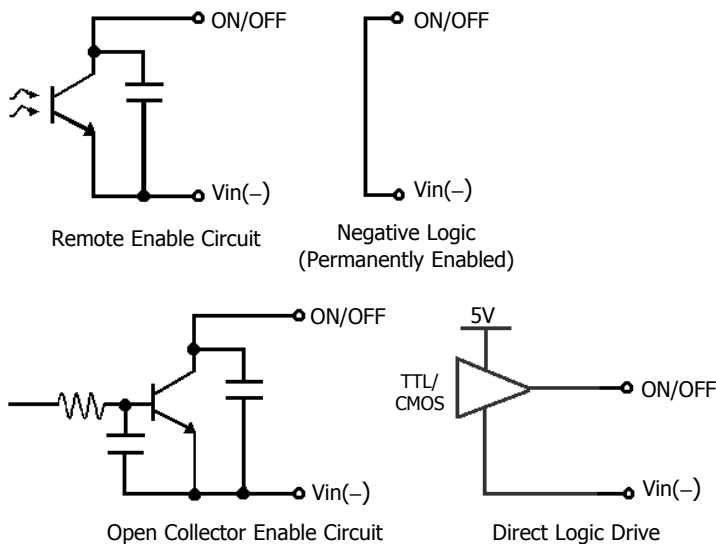 ON/OFF
Vin(−)
Remote Enable Circuit
ON/OFF
Vin(−)
Negative Logic
(Permanently Enabled)
ON/OFF
Vin(−)
Open Collector Enable Circuit
5V
TTL/
CMOS
ON/OFF
Vin(−)
Direct Logic Drive